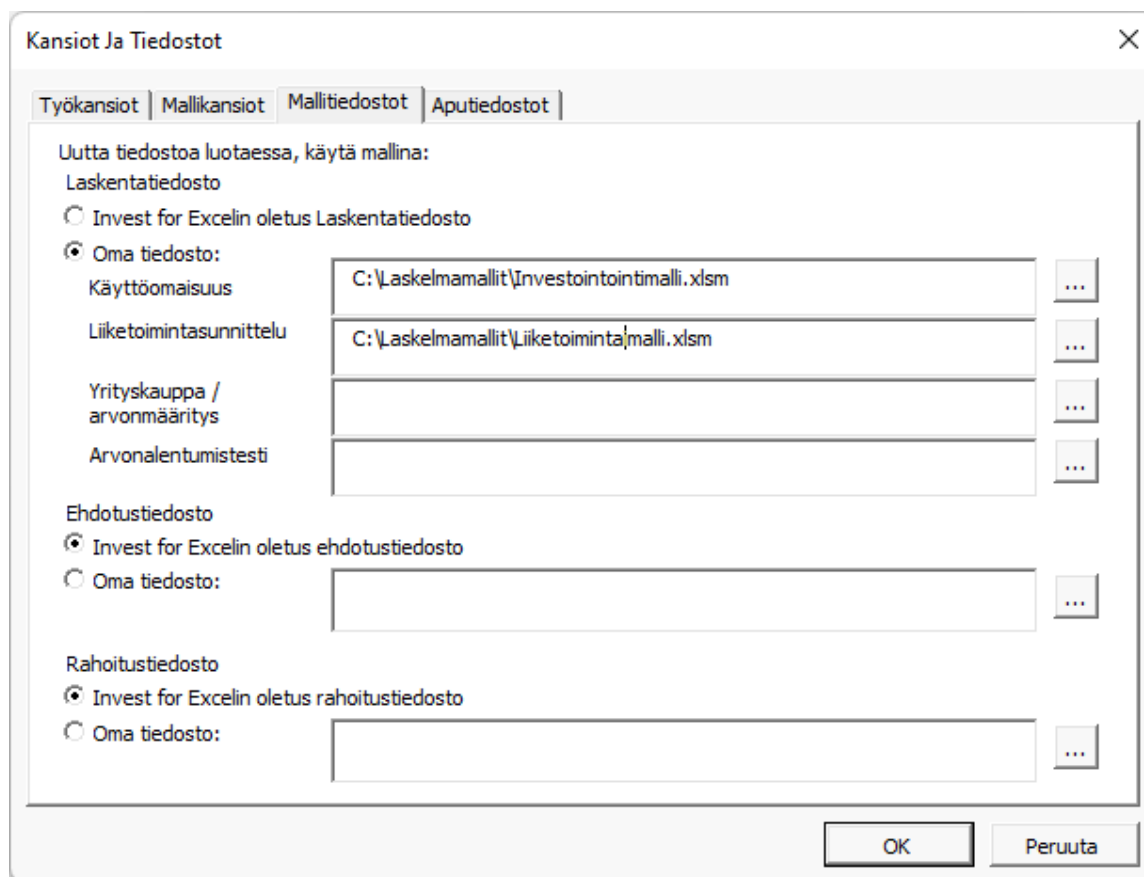 Kansiot Ja Tiedostot
Työkansiot Mallikansiot Mallitiedostot Aputiedostot
Uutta tiedostoa luotaessa, käytä mallina:
Laskentatiedosto
Invest for Excelin oletus Laskentatiedosto
Oma tiedosto:
Käyttöomaisuus C:\Laskelmamallit\Investointointimalli.xlsm ...
Liiketoimintasunnittelu C:\Laskelmamallit\Liiketoimintamalli.xlsm ...
Yrityskauppa /
arvonmääritys ...
Arvonalentumistesti ...
Ehdotustiedosto
Invest for Excelin oletus ehdotustiedosto
Oma tiedosto: ...
Rahoitustiedosto
Invest for Excelin oletus rahoitustiedosto
Oma tiedosto: ...
OK Peruuta